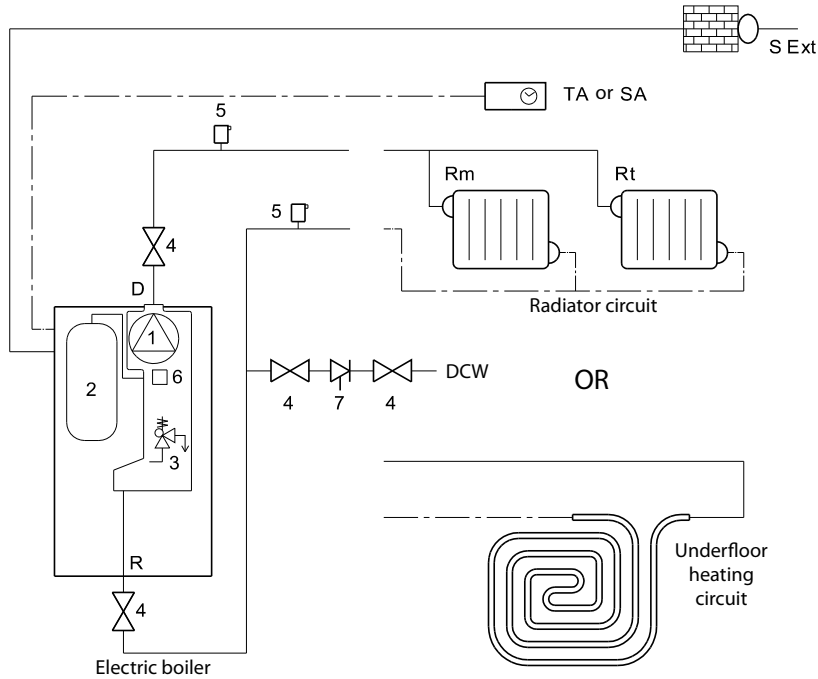 S Ext
TA or SA
5
Rm
Rt
5
4
D
Radiator circuit
1
6
2
DCW
OR
4
7
4
3
R
Underfloor
heating
circuit
4
Electric boiler